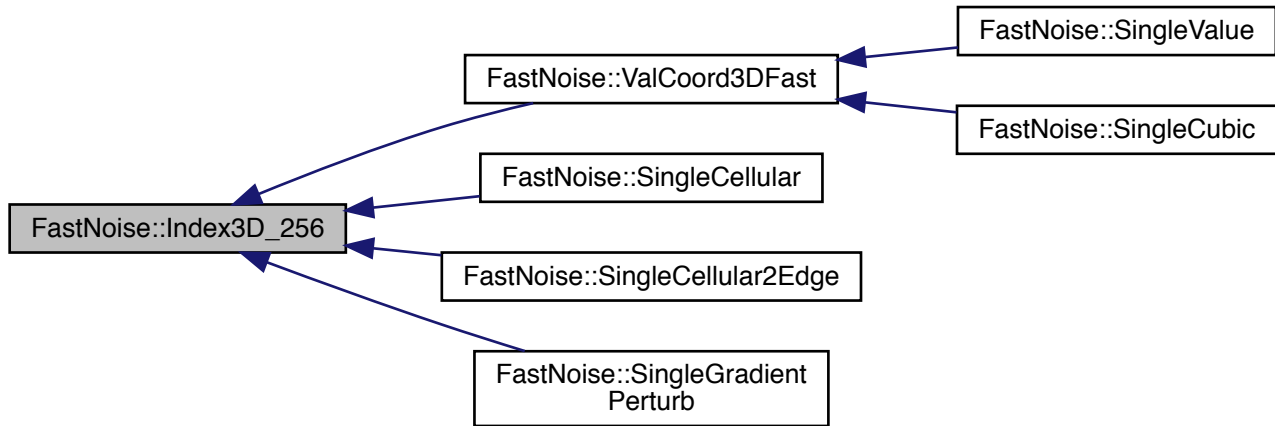 FastNoise::SingleValue
FastNoise::ValCoord3DFast
FastNoise::SingleCubic
FastNoise::SingleCellular
FastNoise::Index3D_256
FastNoise::SingleCellular2Edge
FastNoise::SingleGradient
Perturb